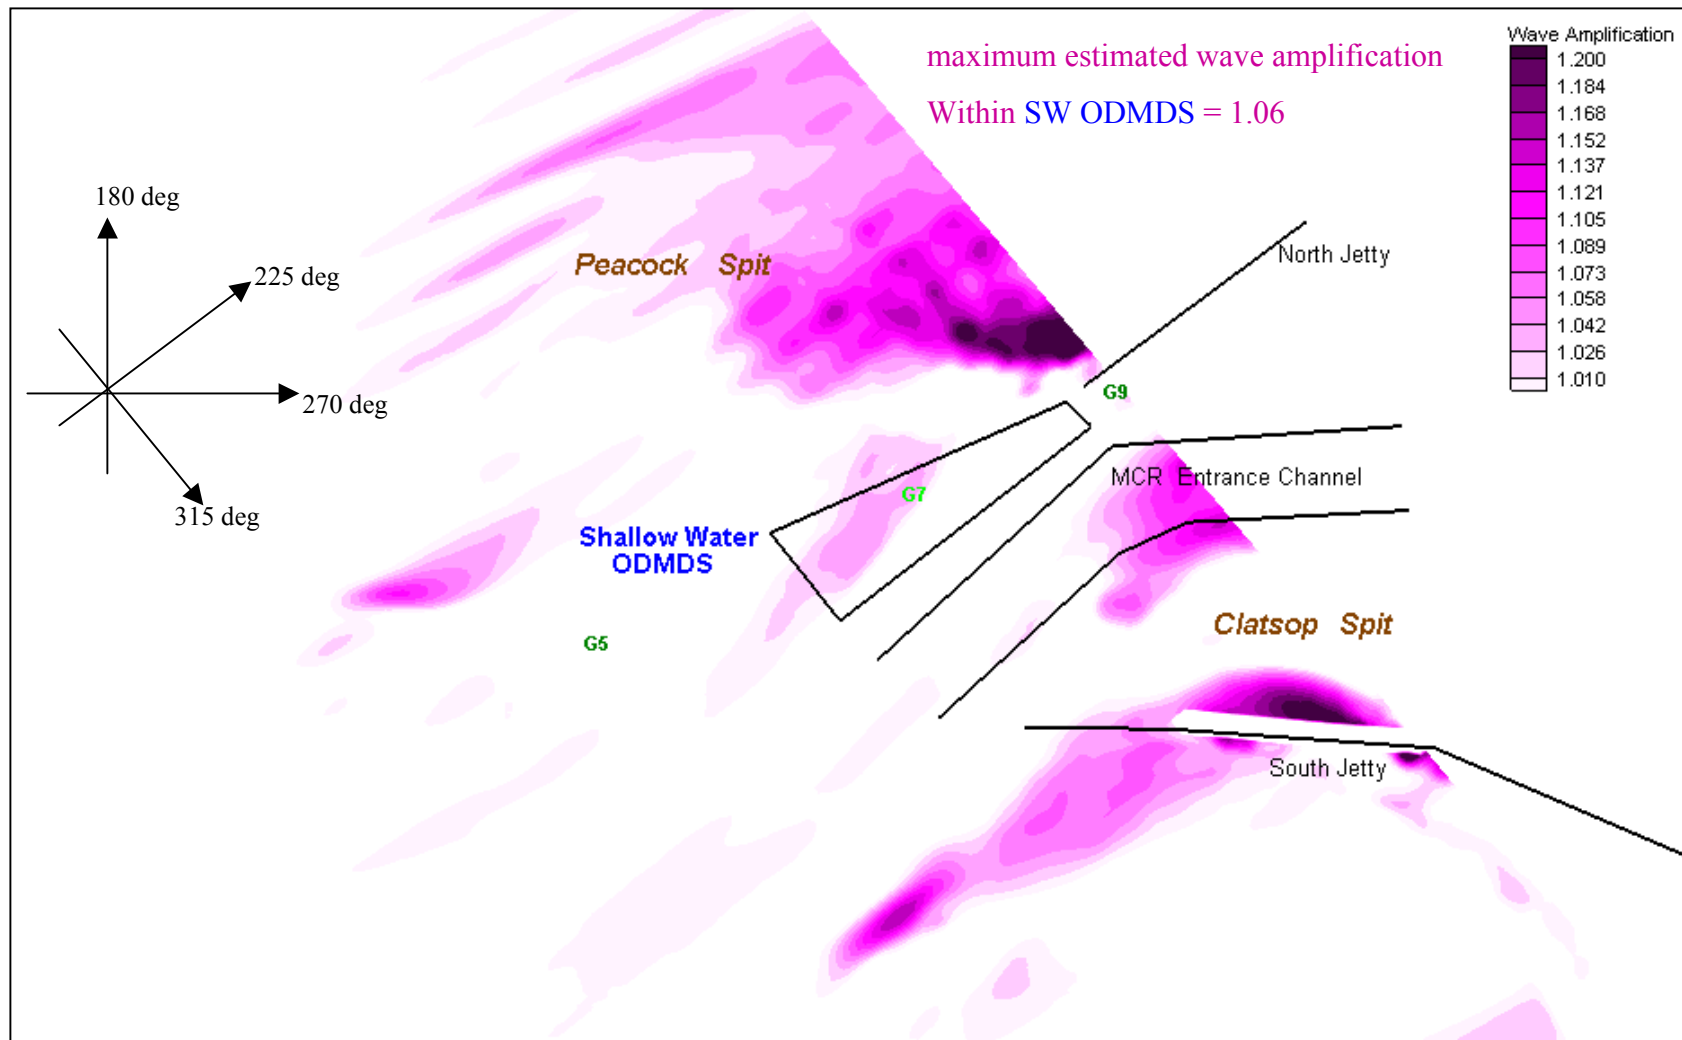 maximum estimated wave amplification
Within SW ODMDS = 1.06
Wave Amplification
1.200
1.184
1.168
1.152
1.137
1.121
1.105
1.089
1.073
1.058
1.042
1.026
1.010
180 deg
225 deg
270 deg
315 deg
Peacock Spit
North Jetty
G9
MCR Entrance Channel
G7
Shallow Water
ODMDS
G5
Clatsop Spit
South Jetty